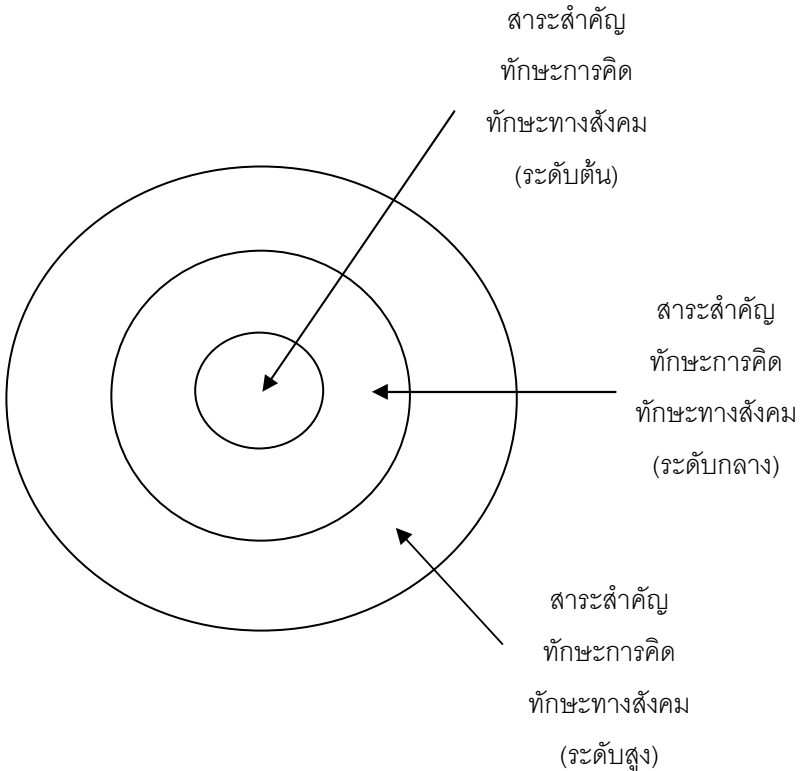 สาระสำคัญ
ทักษะการคิด
ทักษะทางสังคม
(ระดับต้น)
สาระสำคัญ
ทักษะการคิด
ทักษะทางสังคม
(ระดับกลาง)
สาระสำคัญ
ทักษะการคิด
ทักษะทางสังคม
(ระดับสูง)